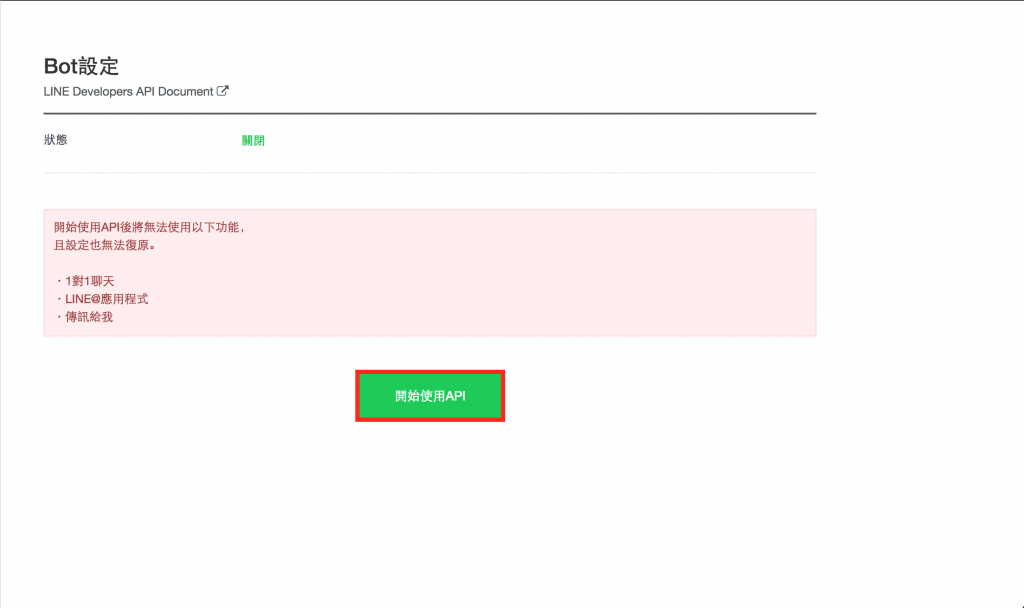 Bot設定
LINE Developers API Document
狀態 關閉
開始使用API後將無法使用以下功能，
且設定也無法復原。
・1對1聊天
・LINE@應用程式
・傳訊給我
開始使用API